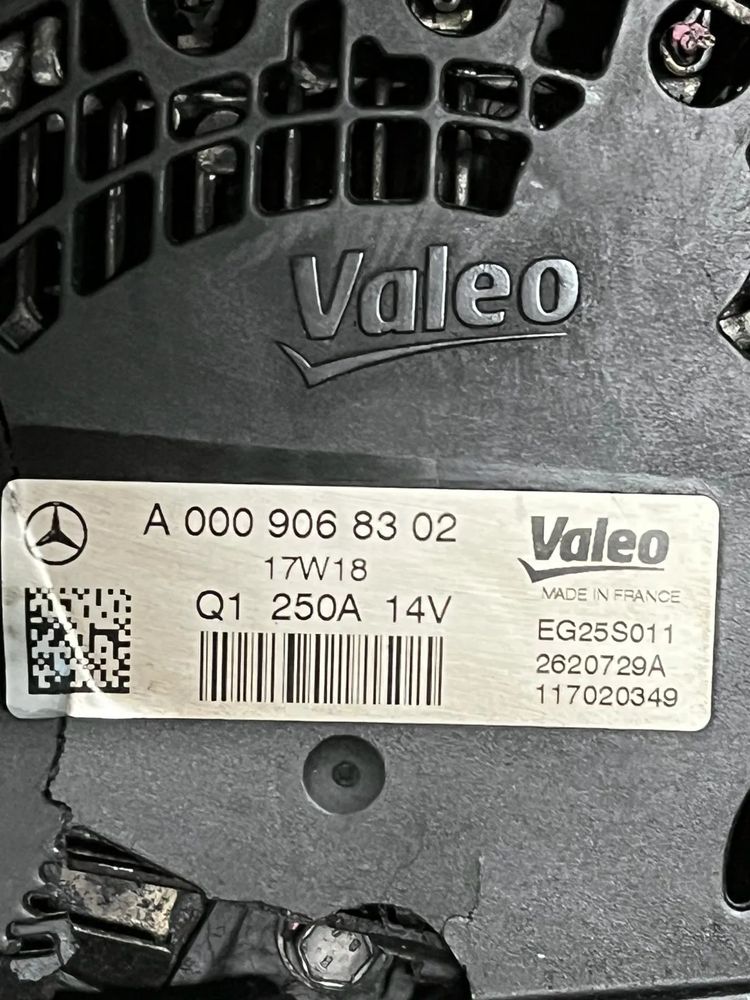 Valeo
A 000 906 83 02
17W18
Q1 250A 14V
Valeo
MADE IN FRANCE
EG25S011
2620729A
117020349